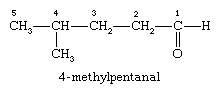 5 4 3 2 1
CH₃—CH—CH₂—CH₂—C—H
CH₃ O
4-methylpentanal